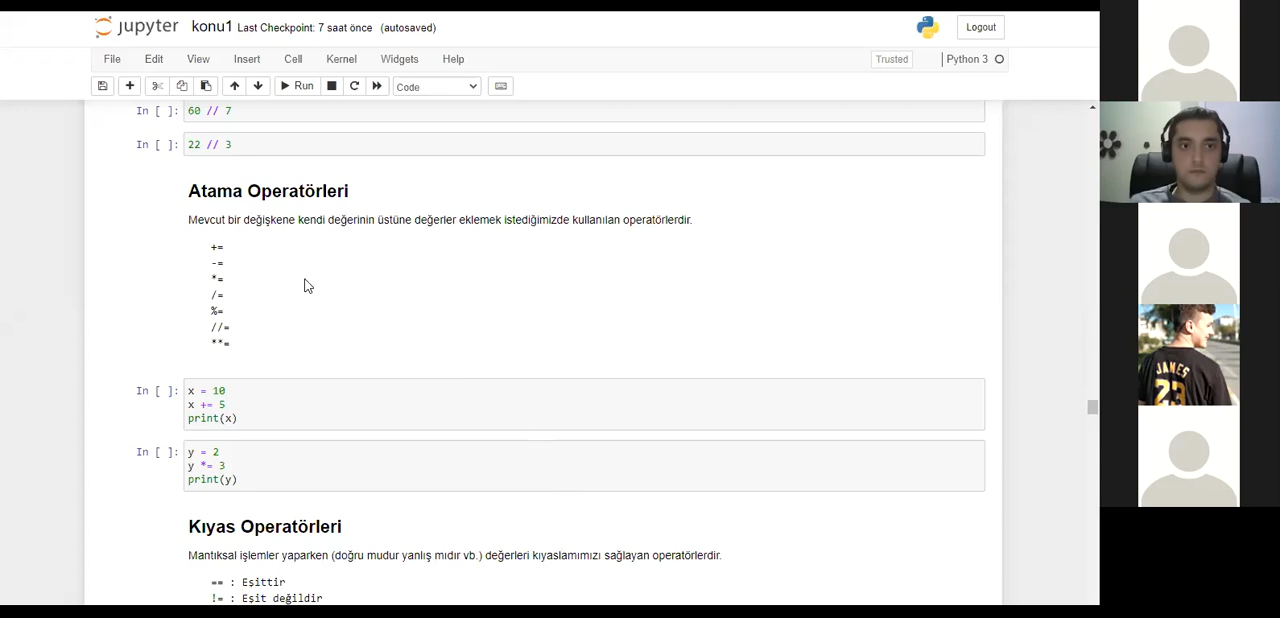 jupyter konu1 Last Checkpoint: 7 saat önce (autosaved)
Logout
File Edit View Insert Cell Kernel Widgets Help
Trusted Python 3
Run Code
In [ ]: 60 // 7
In [ ]: 22 // 3
Atama Operatörleri
Mevcut bir değişkene kendi değerinin üstüne değerler eklemek istediğimizde kullanılan operatörlerdir.
+=
-=
*=
/=
%=
//=
**=
In [ ]: x = 10
x += 5
print(x)
In [ ]: y = 2
y *= 3
print(y)
Kıyas Operatörleri
Mantıksal işlemler yaparken (doğru mudur yanlış mıdır vb.) değerleri kıyaslamımızı sağlayan operatörlerdir.
== : Eşittir
!= : Eşit değildir
JAMES
23